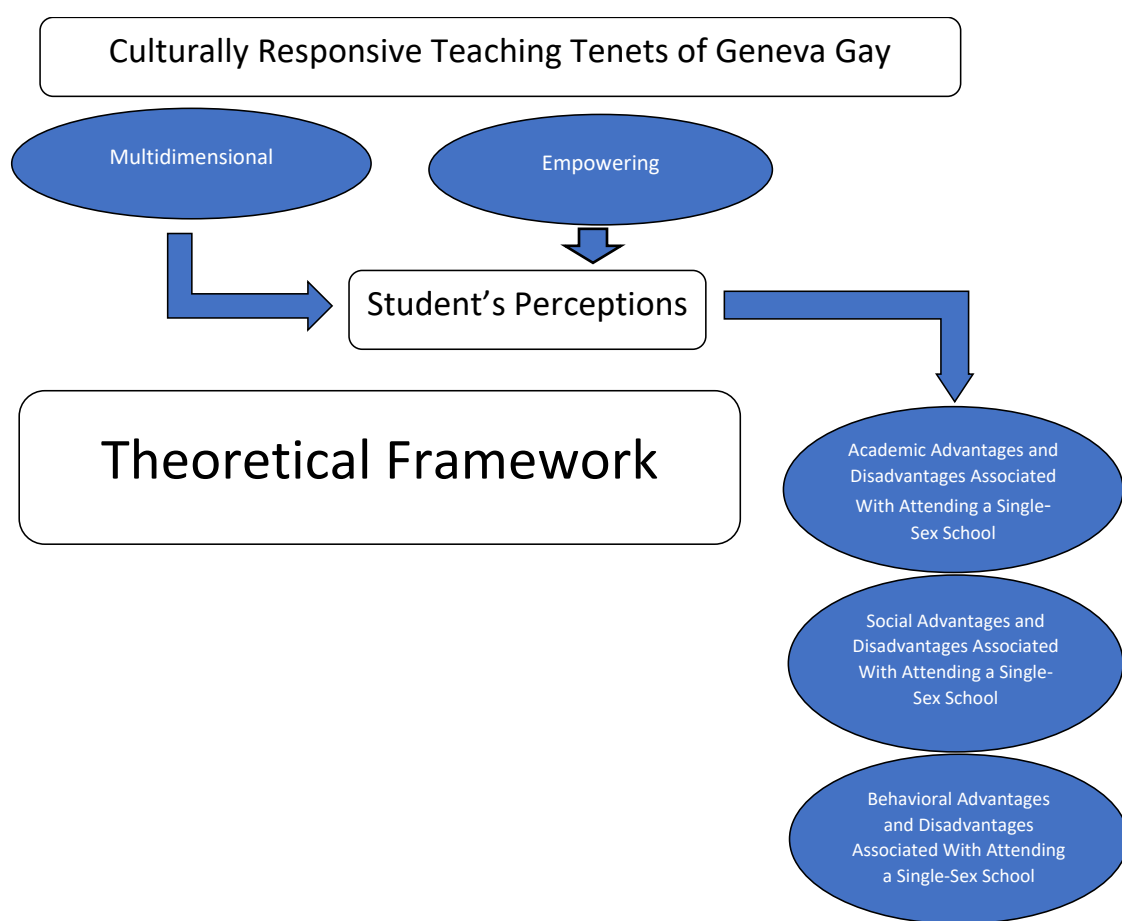 Culturally Responsive Teaching Tenets of Geneva Gay
Multidimensional
Empowering
Student’s Perceptions
Theoretical Framework
Academic Advantages and
Disadvantages Associated
With Attending a Single-
Sex School
Social Advantages and
Disadvantages Associated
With Attending a Single-
Sex School
Behavioral Advantages
and Disadvantages
Associated With Attending
a Single-Sex School